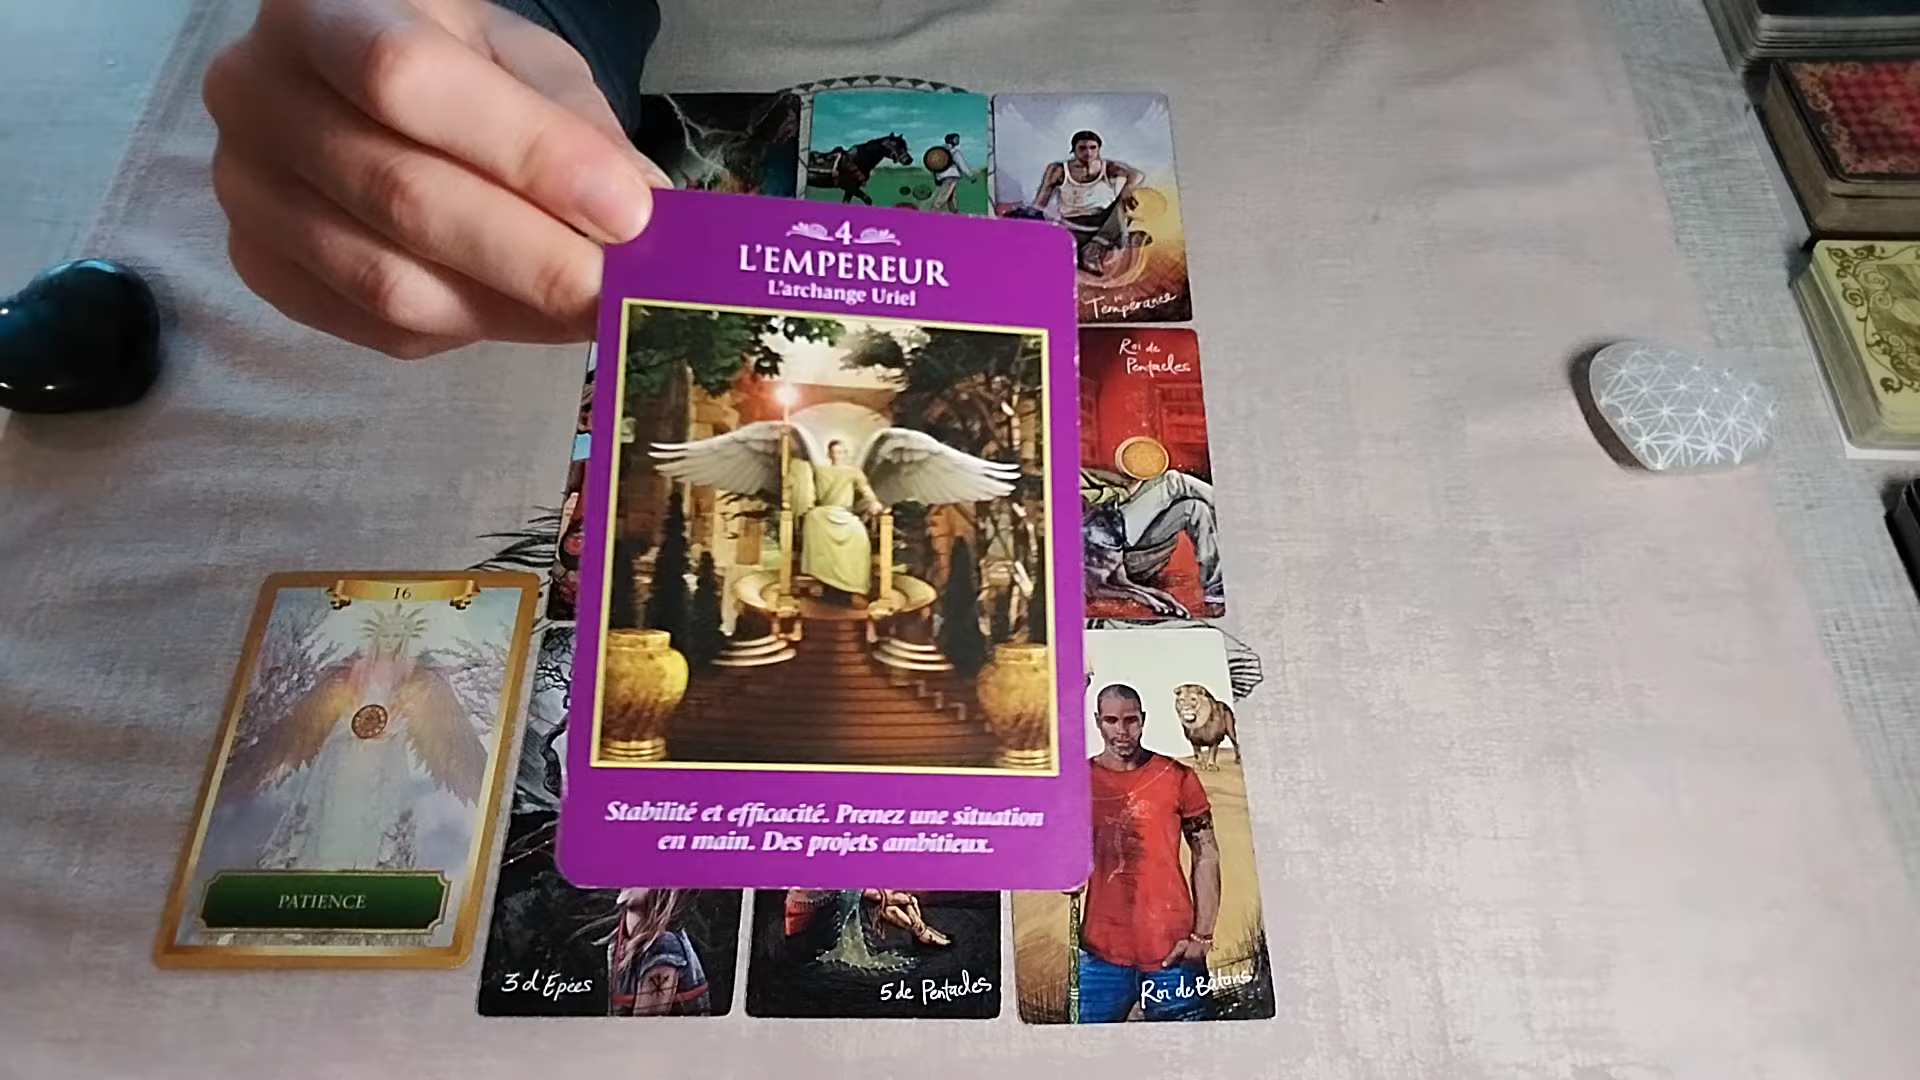 4
L'EMPEREUR
L'archange Uriel
Stabilité et efficacité. Prenez une situation
en main. Des projets ambitieux.
Temperance
Roi de
Pentacles
16
PATIENCE
3 d'Epées
5 de Pentacles
Roi de Bâtons